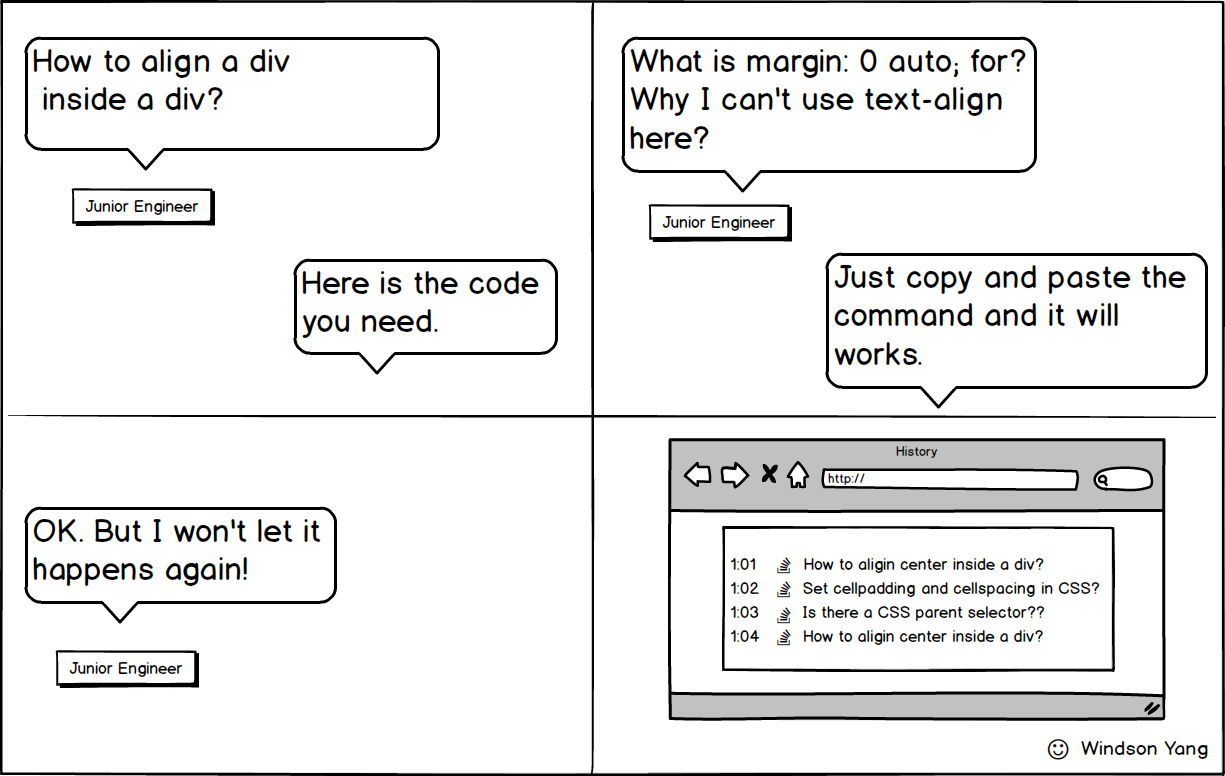 How to align a div
inside a div?
Junior Engineer
Here is the code
you need.
What is margin: 0 auto; for?
Why I can't use text-align
here?
Junior Engineer
Just copy and paste the
command and it will
works.
OK. But I won't let it
happens again!
Junior Engineer
History
http://
1:01 How to aligin center inside a div?
1:02 Set cellpadding and cellspacing in CSS?
1:03 Is there a CSS parent selector??
1:04 How to aligin center inside a div?
Windson Yang